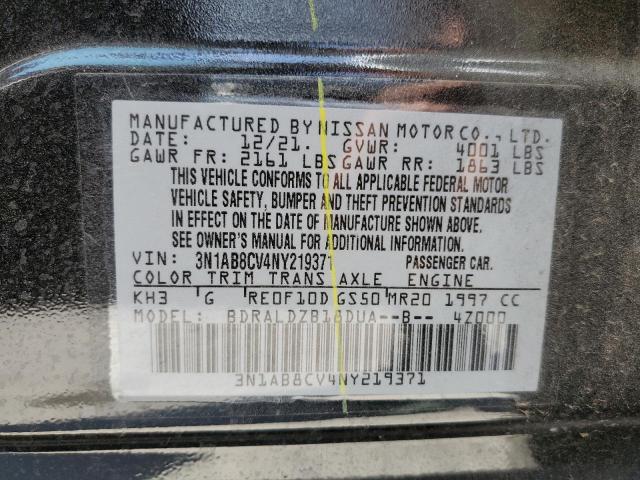 MANUFACTURED BY NISSAN MOTOR CO., LTD.
DATE: 12/21. GVWR: 4001 LBS
GAWR FR: 2161 LBS GAWR RR: 1863 LBS
THIS VEHICLE CONFORMS TO ALL APPLICABLE FEDERAL MOTOR
VEHICLE SAFETY, BUMPER AND THEFT PREVENTION STANDARDS
IN EFFECT ON THE DATE OF MANUFACTURE SHOWN ABOVE.
SEE OWNER'S MANUAL FOR ADDITIONAL INFORMATION.
VIN: 3N1AB8CV4NY219371 PASSENGER CAR.
COLOR TRIM TRANS AXLE ENGINE
KH3 G RE0F10D GS50 MR20 1997 CC
MODEL: BDRALDZB18DUA--B-- 4Z000
3N1AB8CV4NY219371